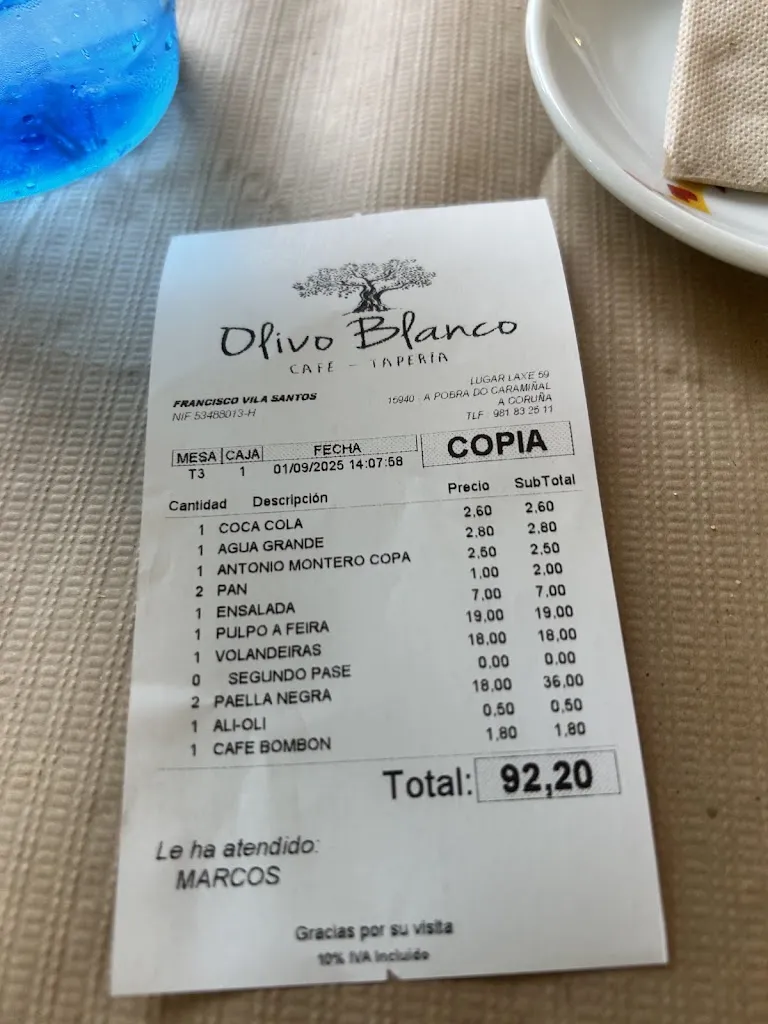 Olivo Blanco
CAFE - TAPERÍA
FRANCISCO VILA SANTOS
NIF 53488013-H
LUGAR LAXE 59
15940 - A POBRA DO CARAMIÑAL
A CORUÑA
TLF - 981 83 25 11
MESA CAJA FECHA
T3 1 01/09/2025 14:07:58
COPIA
Cantidad Descripción Precio SubTotal
1 COCA COLA 2,60 2,60
1 AGUA GRANDE 2,80 2,80
1 ANTONIO MONTERO COPA 2,50 2,50
2 PAN 1,00 2,00
1 ENSALADA 7,00 7,00
1 PULPO A FEIRA 19,00 19,00
1 VOLANDEIRAS 18,00 18,00
0 SEGUNDO PASE 0,00 0,00
2 PAELLA NEGRA 18,00 36,00
1 ALI-OLI 0,50 0,50
1 CAFE BOMBON 1,80 1,80
Total: 92,20
Le ha atendido:
MARCOS
Gracias por su visita
10% IVA Incluido